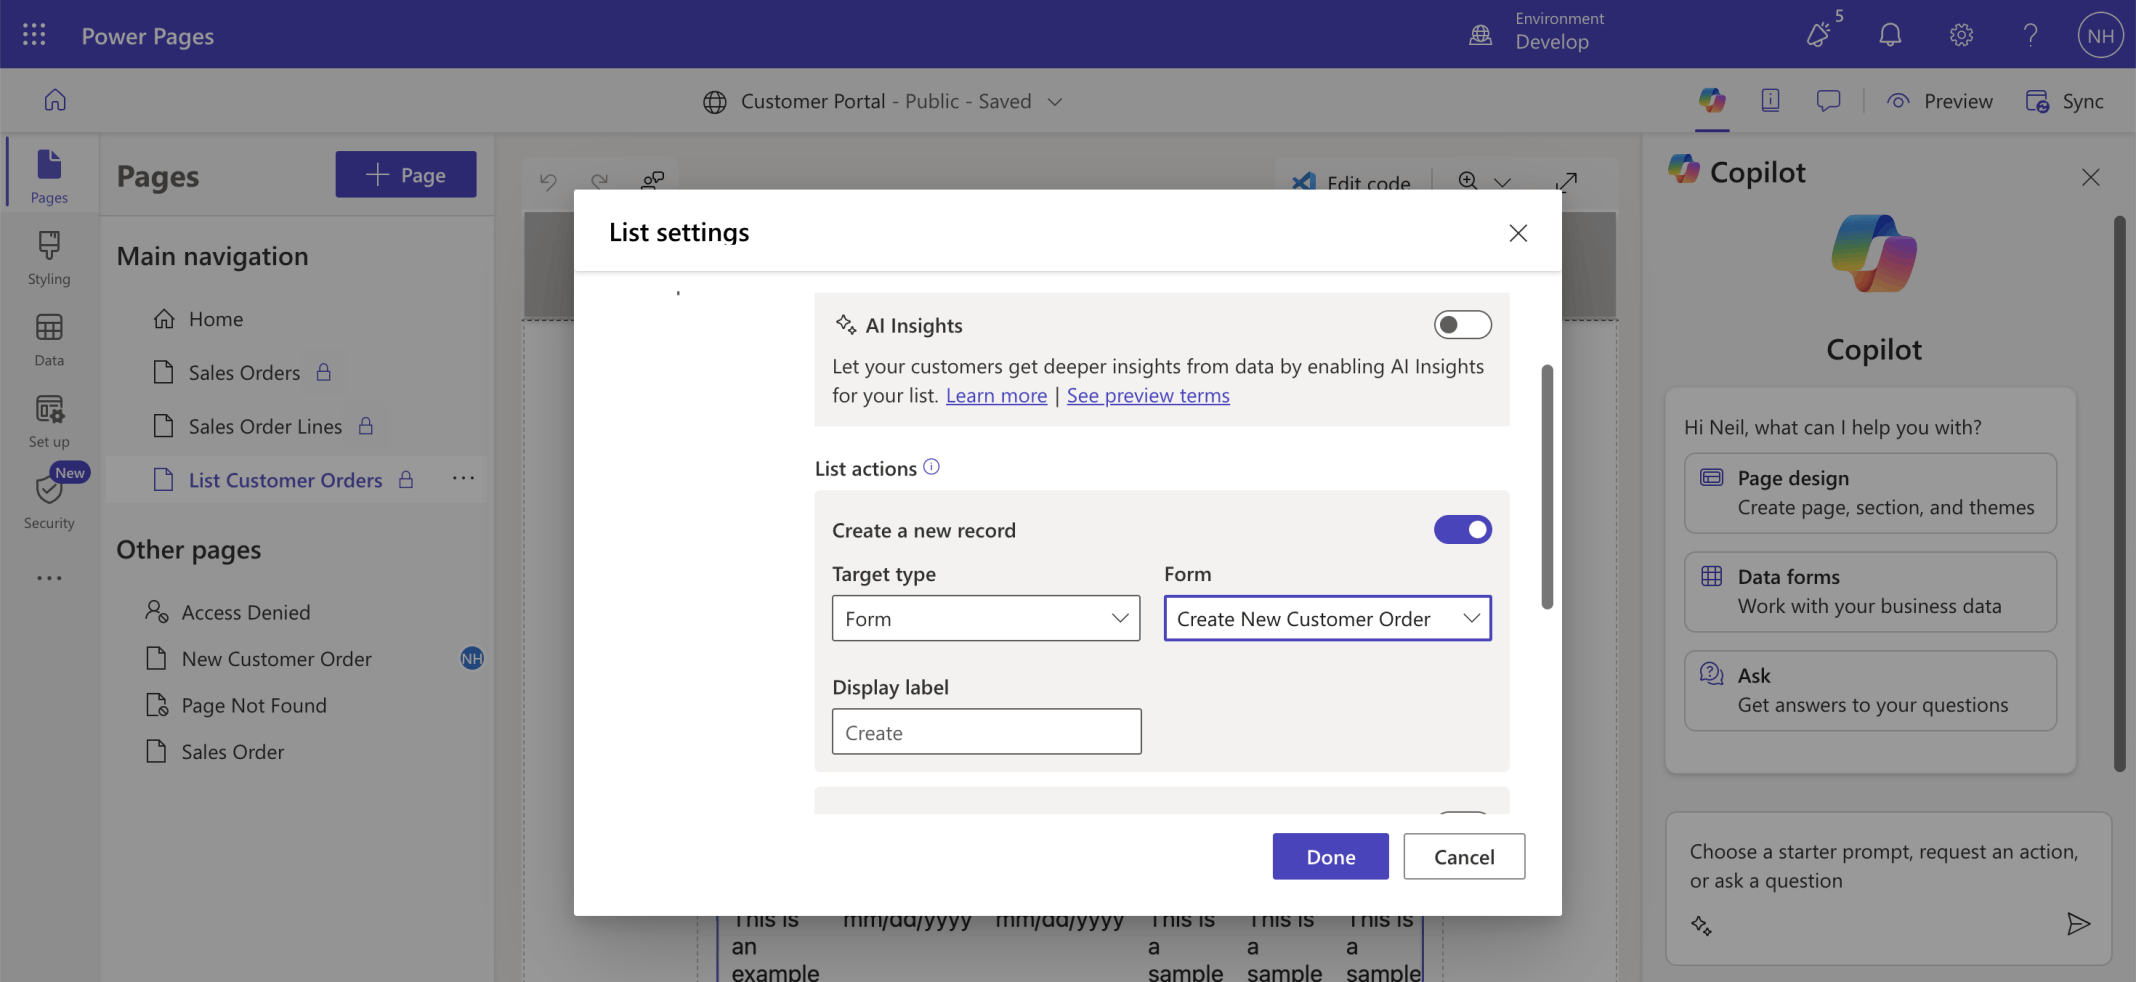 Power Pages
Environment
Develop
5
NH
Customer Portal - Public - Saved
Preview
Sync
Pages
Styling
Data
Set up
New
Security
Pages
Page
Main navigation
Home
Sales Orders
Sales Order Lines
List Customer Orders
Other pages
Access Denied
New Customer Order
NH
Page Not Found
Sales Order
Edit code
List settings
AI Insights
Let your customers get deeper insights from data by enabling AI Insights
for your list. Learn more | See preview terms
List actions
Create a new record
Target type
Form
Form
Create New Customer Order
Display label
Create
Done
Cancel
This is
an
example
mm/dd/yyyy
mm/dd/yyyy
This is
a
sample
This is
a
sample
This is
a
sample
Copilot
Copilot
Hi Neil, what can I help you with?
Page design
Create page, section, and themes
Data forms
Work with your business data
Ask
Get answers to your questions
Choose a starter prompt, request an action,
or ask a question